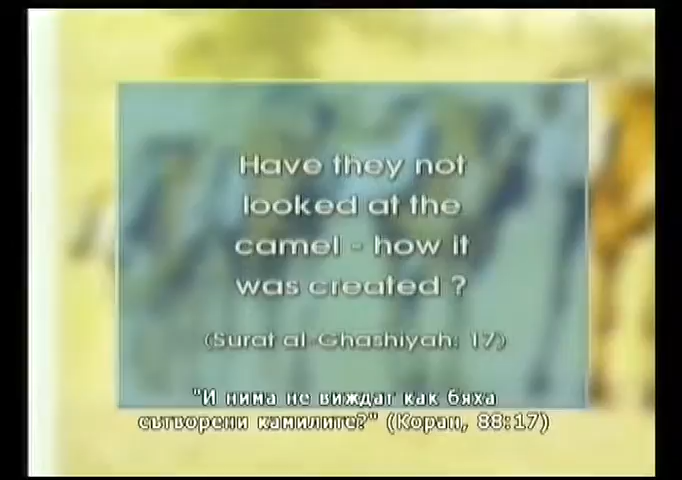 Have they not
looked at the
camel - how it
was created ?
(Surat al-Ghashiyah: 17)
"И нима не виждат как бяха
сътворени камилите?" (Коран, 88:17)